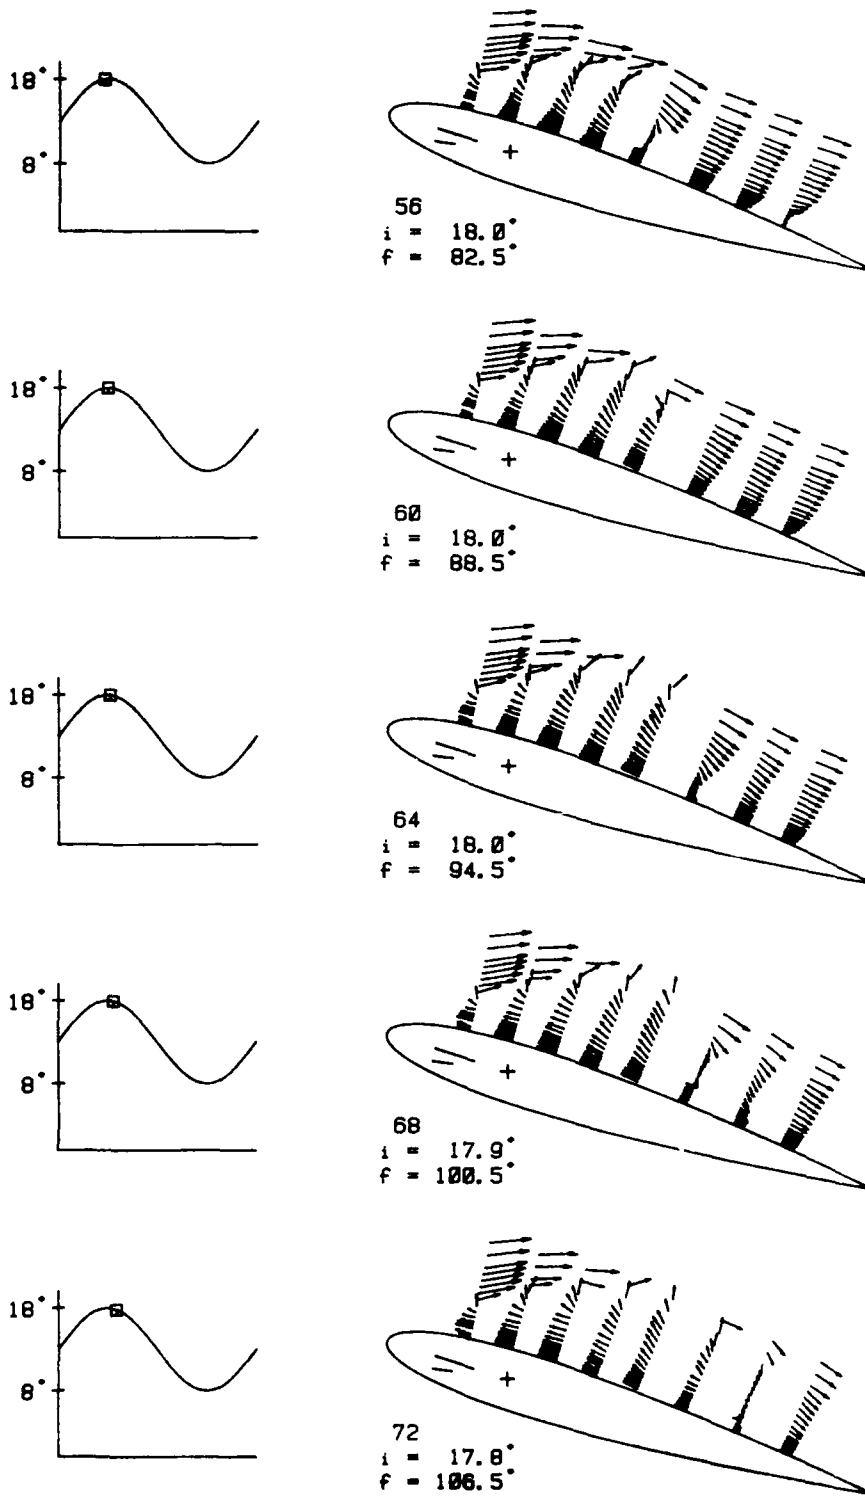 18°
8°
56
i = 18.0°
f = 82.5°
18°
8°
60
i = 18.0°
f = 88.5°
18°
8°
64
i = 18.0°
f = 94.5°
18°
8°
68
i = 17.9°
f = 100.5°
18°
8°
72
i = 17.8°
f = 106.5°